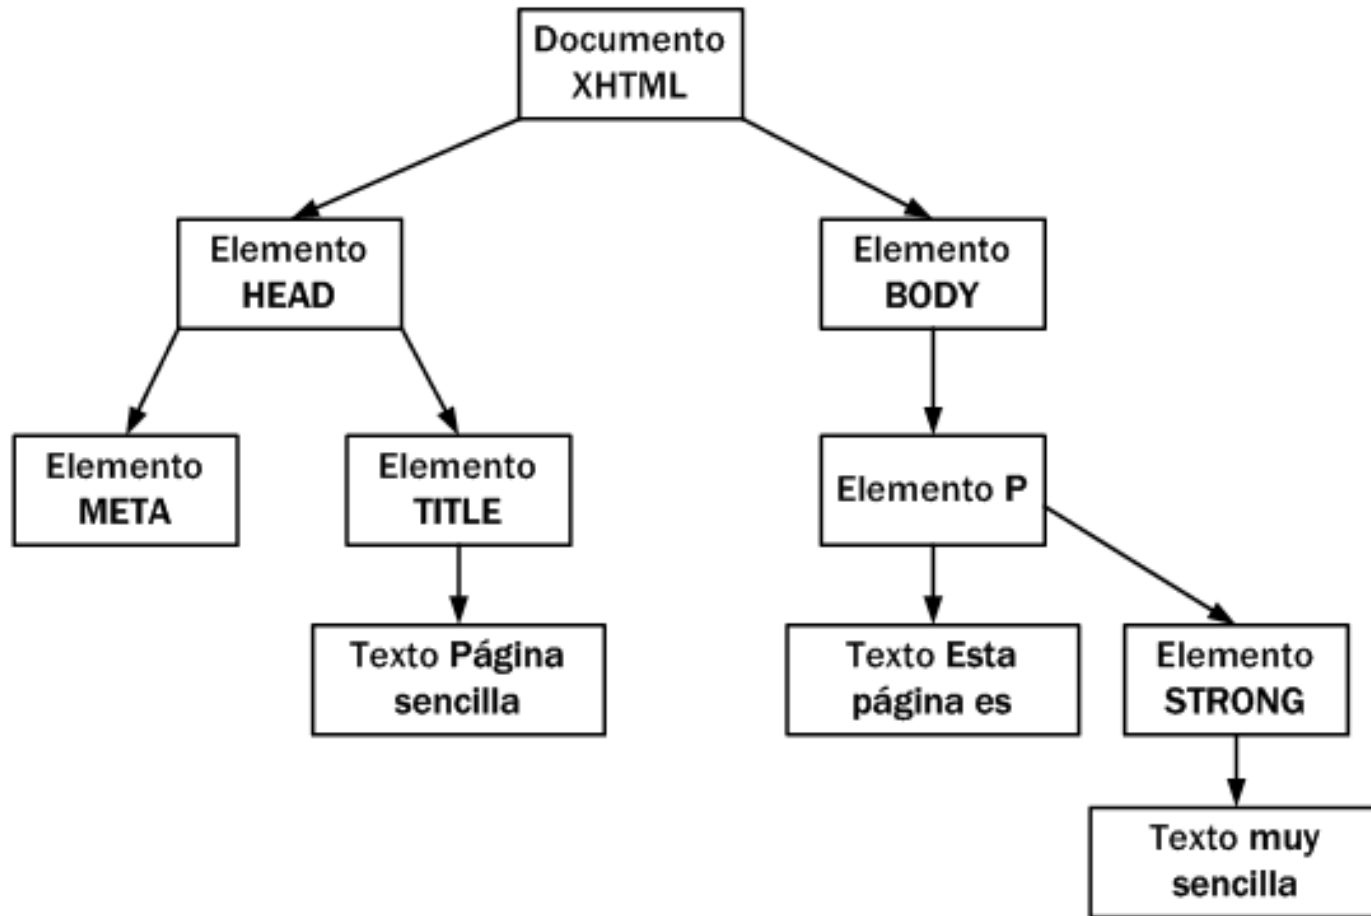 Documento
XHTML
Elemento
HEAD
Elemento
BODY
Elemento
META
Elemento
TITLE
Elemento P
Texto Página
sencilla
Texto Esta
página es
Elemento
STRONG
Texto muy
sencilla